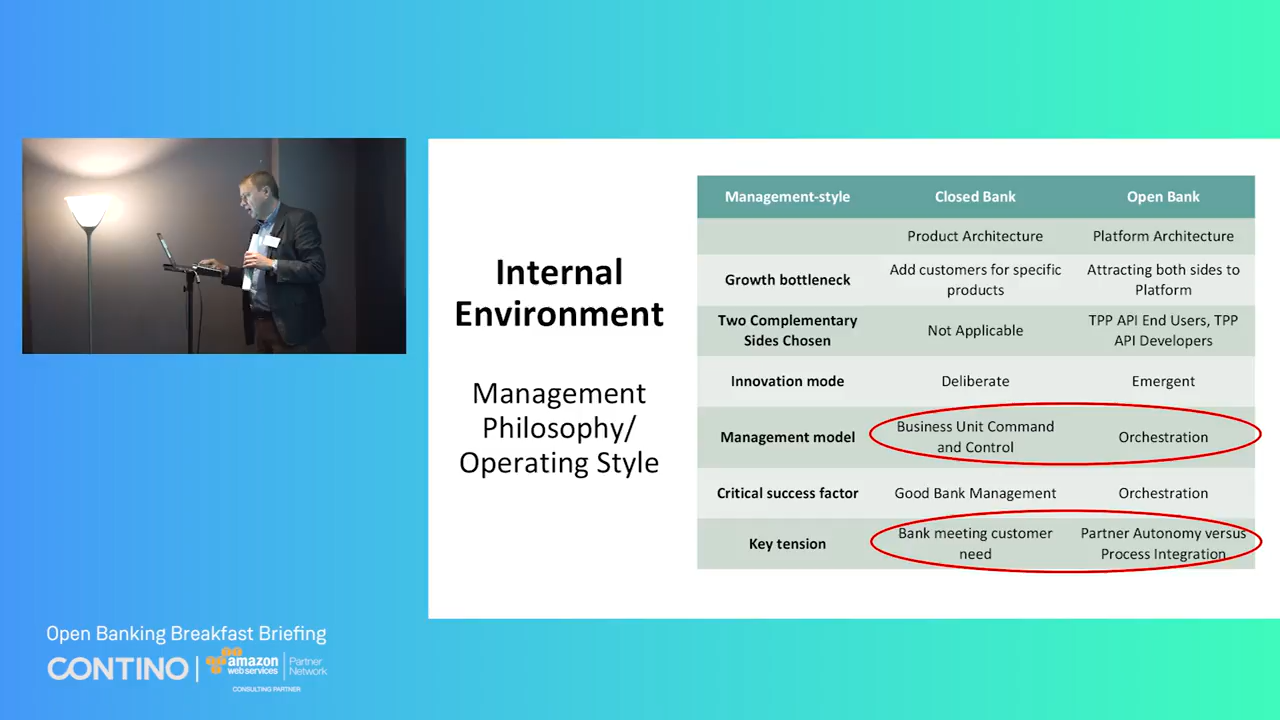 Internal
Environment
Management
Philosophy/
Operating Style
Management-style Closed Bank Open Bank
Product Architecture Platform Architecture
Growth bottleneck Add customers for specific products Attracting both sides to Platform
Two Complementary Sides Chosen Not Applicable TPP API End Users, TPP API Developers
Innovation mode Deliberate Emergent
Management model Business Unit Command and Control Orchestration
Critical success factor Good Bank Management Orchestration
Key tension Bank meeting customer need Partner Autonomy versus Process Integration
Open Banking Breakfast Briefing
CONTINO | amazon web services | Partner Network
CONSULTING PARTNER